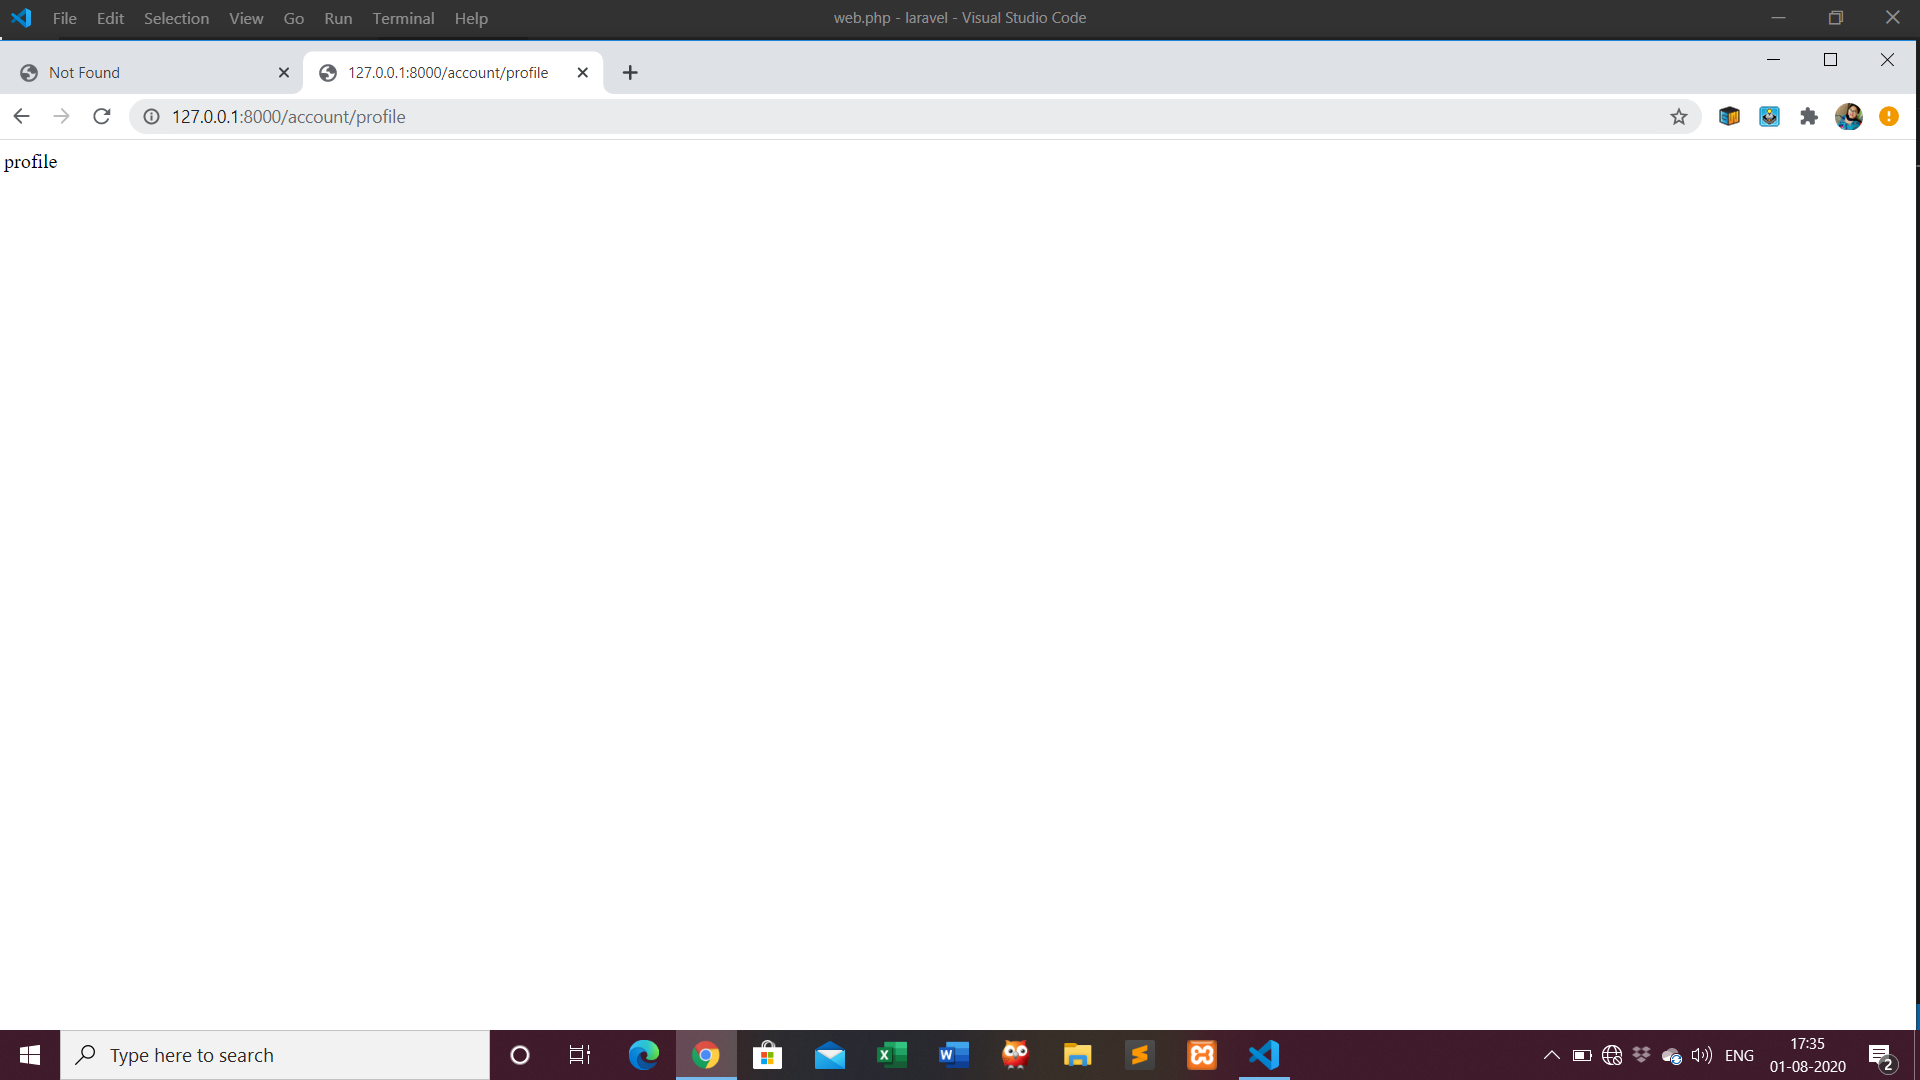 File Edit Selection View Go Run Terminal Help
web.php - laravel - Visual Studio Code
Not Found
127.0.0.1:8000/account/profile
127.0.0.1:8000/account/profile
profile
Type here to search
ENG
17:35
01-08-2020
2